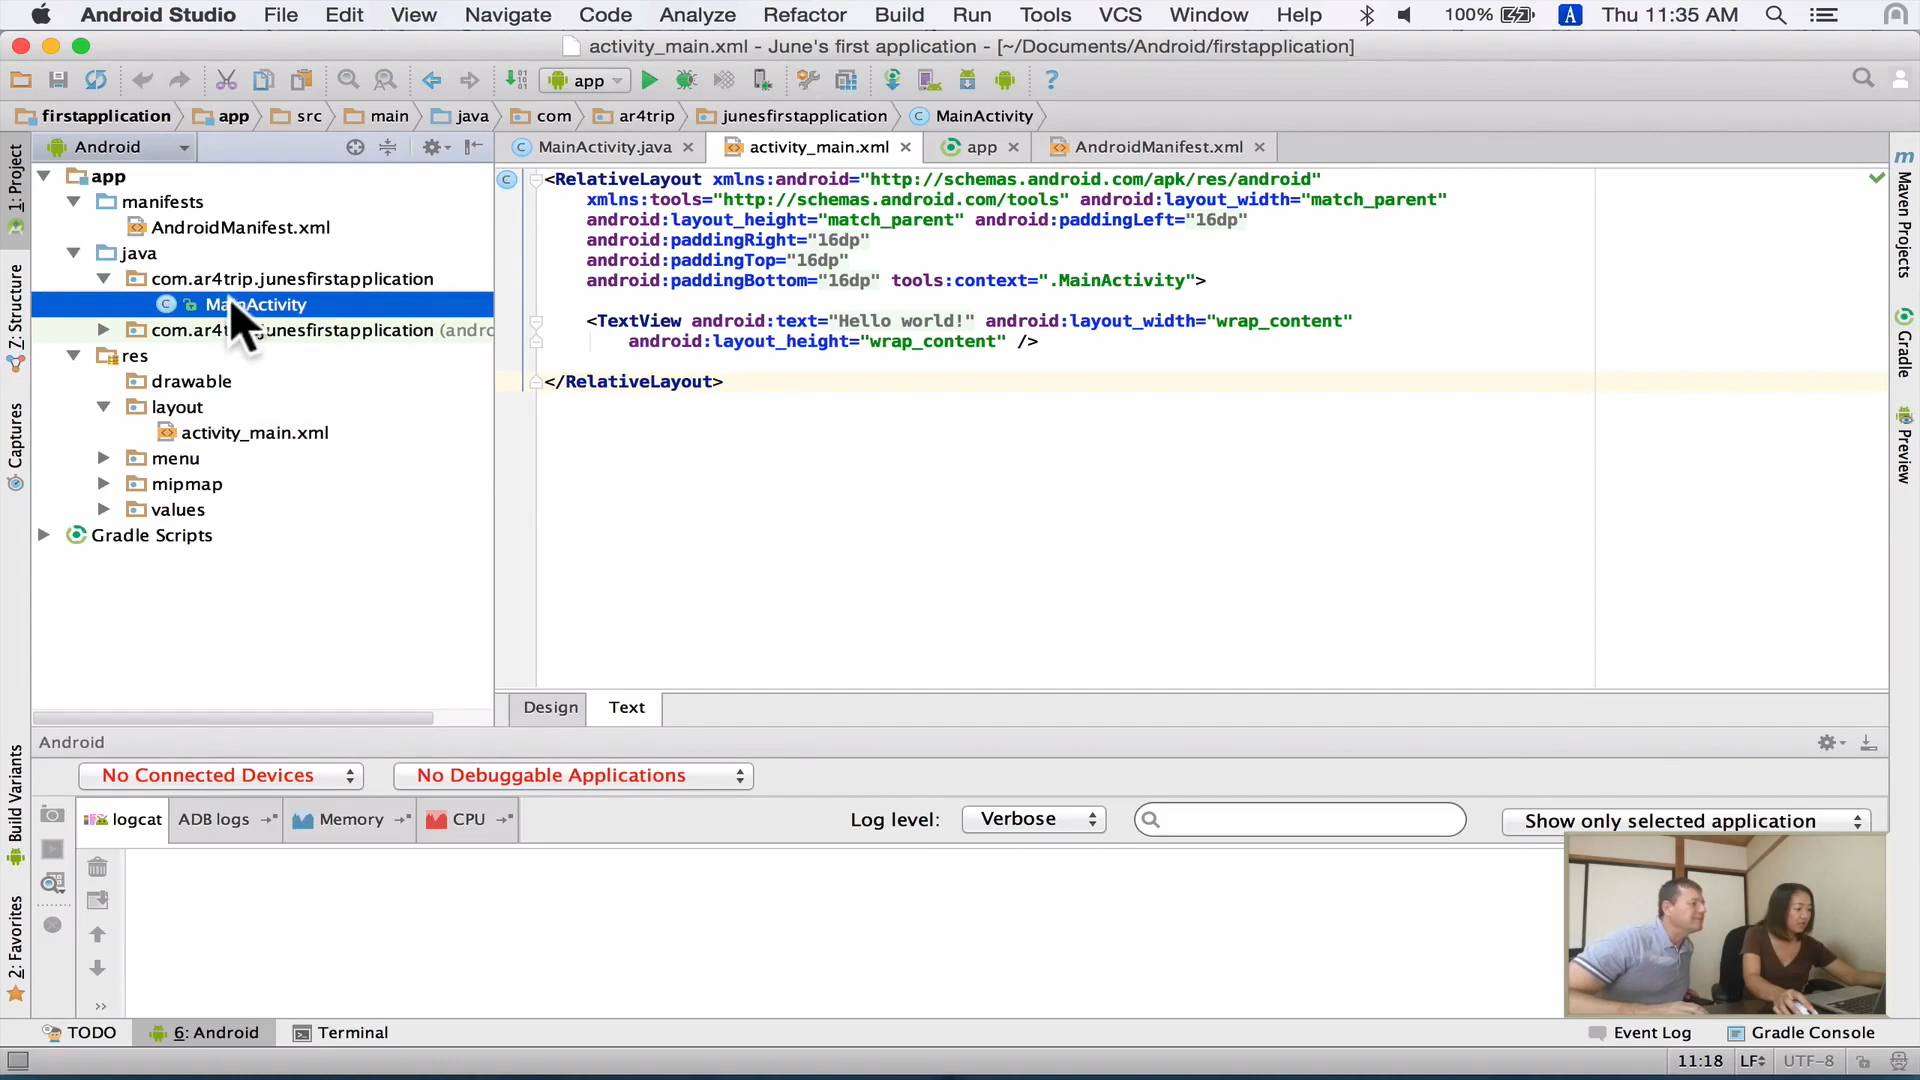 Android Studio File Edit View Navigate Code Analyze Refactor Build Run Tools VCS Window Help 100% A Thu 11:35 AM
activity_main.xml - June's first application - [~/Documents/Android/firstapplication]
app
firstapplication app src main java com ar4trip junesfirstapplication MainActivity
Android
MainActivity.java activity_main.xml app AndroidManifest.xml
1: Project
Z: Structure
Captures
Build Variants
2: Favorites
app
manifests
AndroidManifest.xml
java
com.ar4trip.junesfirstapplication
MainActivity
com.ar4t junesfirstapplication (andro
res
drawable
layout
activity_main.xml
menu
mipmap
values
Gradle Scripts
<RelativeLayout xmlns:android="http://schemas.android.com/apk/res/android"
xmlns:tools="http://schemas.android.com/tools" android:layout_width="match_parent"
android:layout_height="match_parent" android:paddingLeft="16dp"
android:paddingRight="16dp"
android:paddingTop="16dp"
android:paddingBottom="16dp" tools:context=".MainActivity">
<TextView android:text="Hello world!" android:layout_width="wrap_content"
android:layout_height="wrap_content" />
</RelativeLayout>
m Maven Projects
Gradle
Preview
Design Text
Android
No Connected Devices No Debuggable Applications
logcat ADB logs Memory CPU Log level: Verbose Show only selected application
TODO 6: Android Terminal Event Log Gradle Console
11:18 LF UTF-8